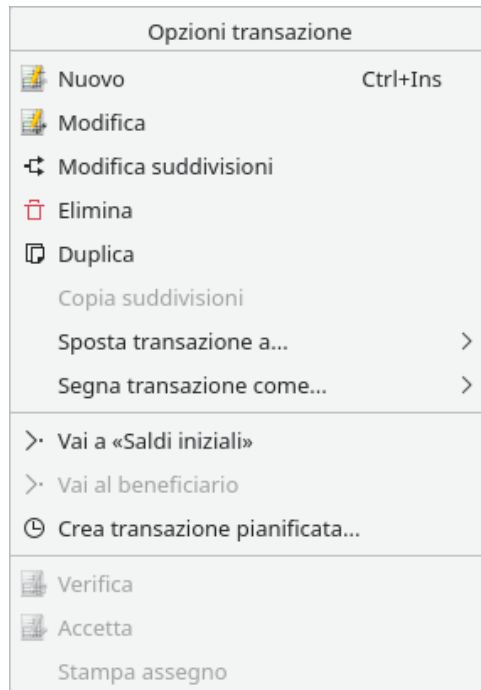 Opzioni transazione
Nuovo Ctrl+Ins
Modifica
Modifica suddivisioni
Elimina
Duplica
Copia suddivisioni
Sposta transazione a...
Segna transazione come...
Vai a «Saldi iniziali»
Vai al beneficiario
Crea transazione pianificata...
Verifica
Accetta
Stampa assegno